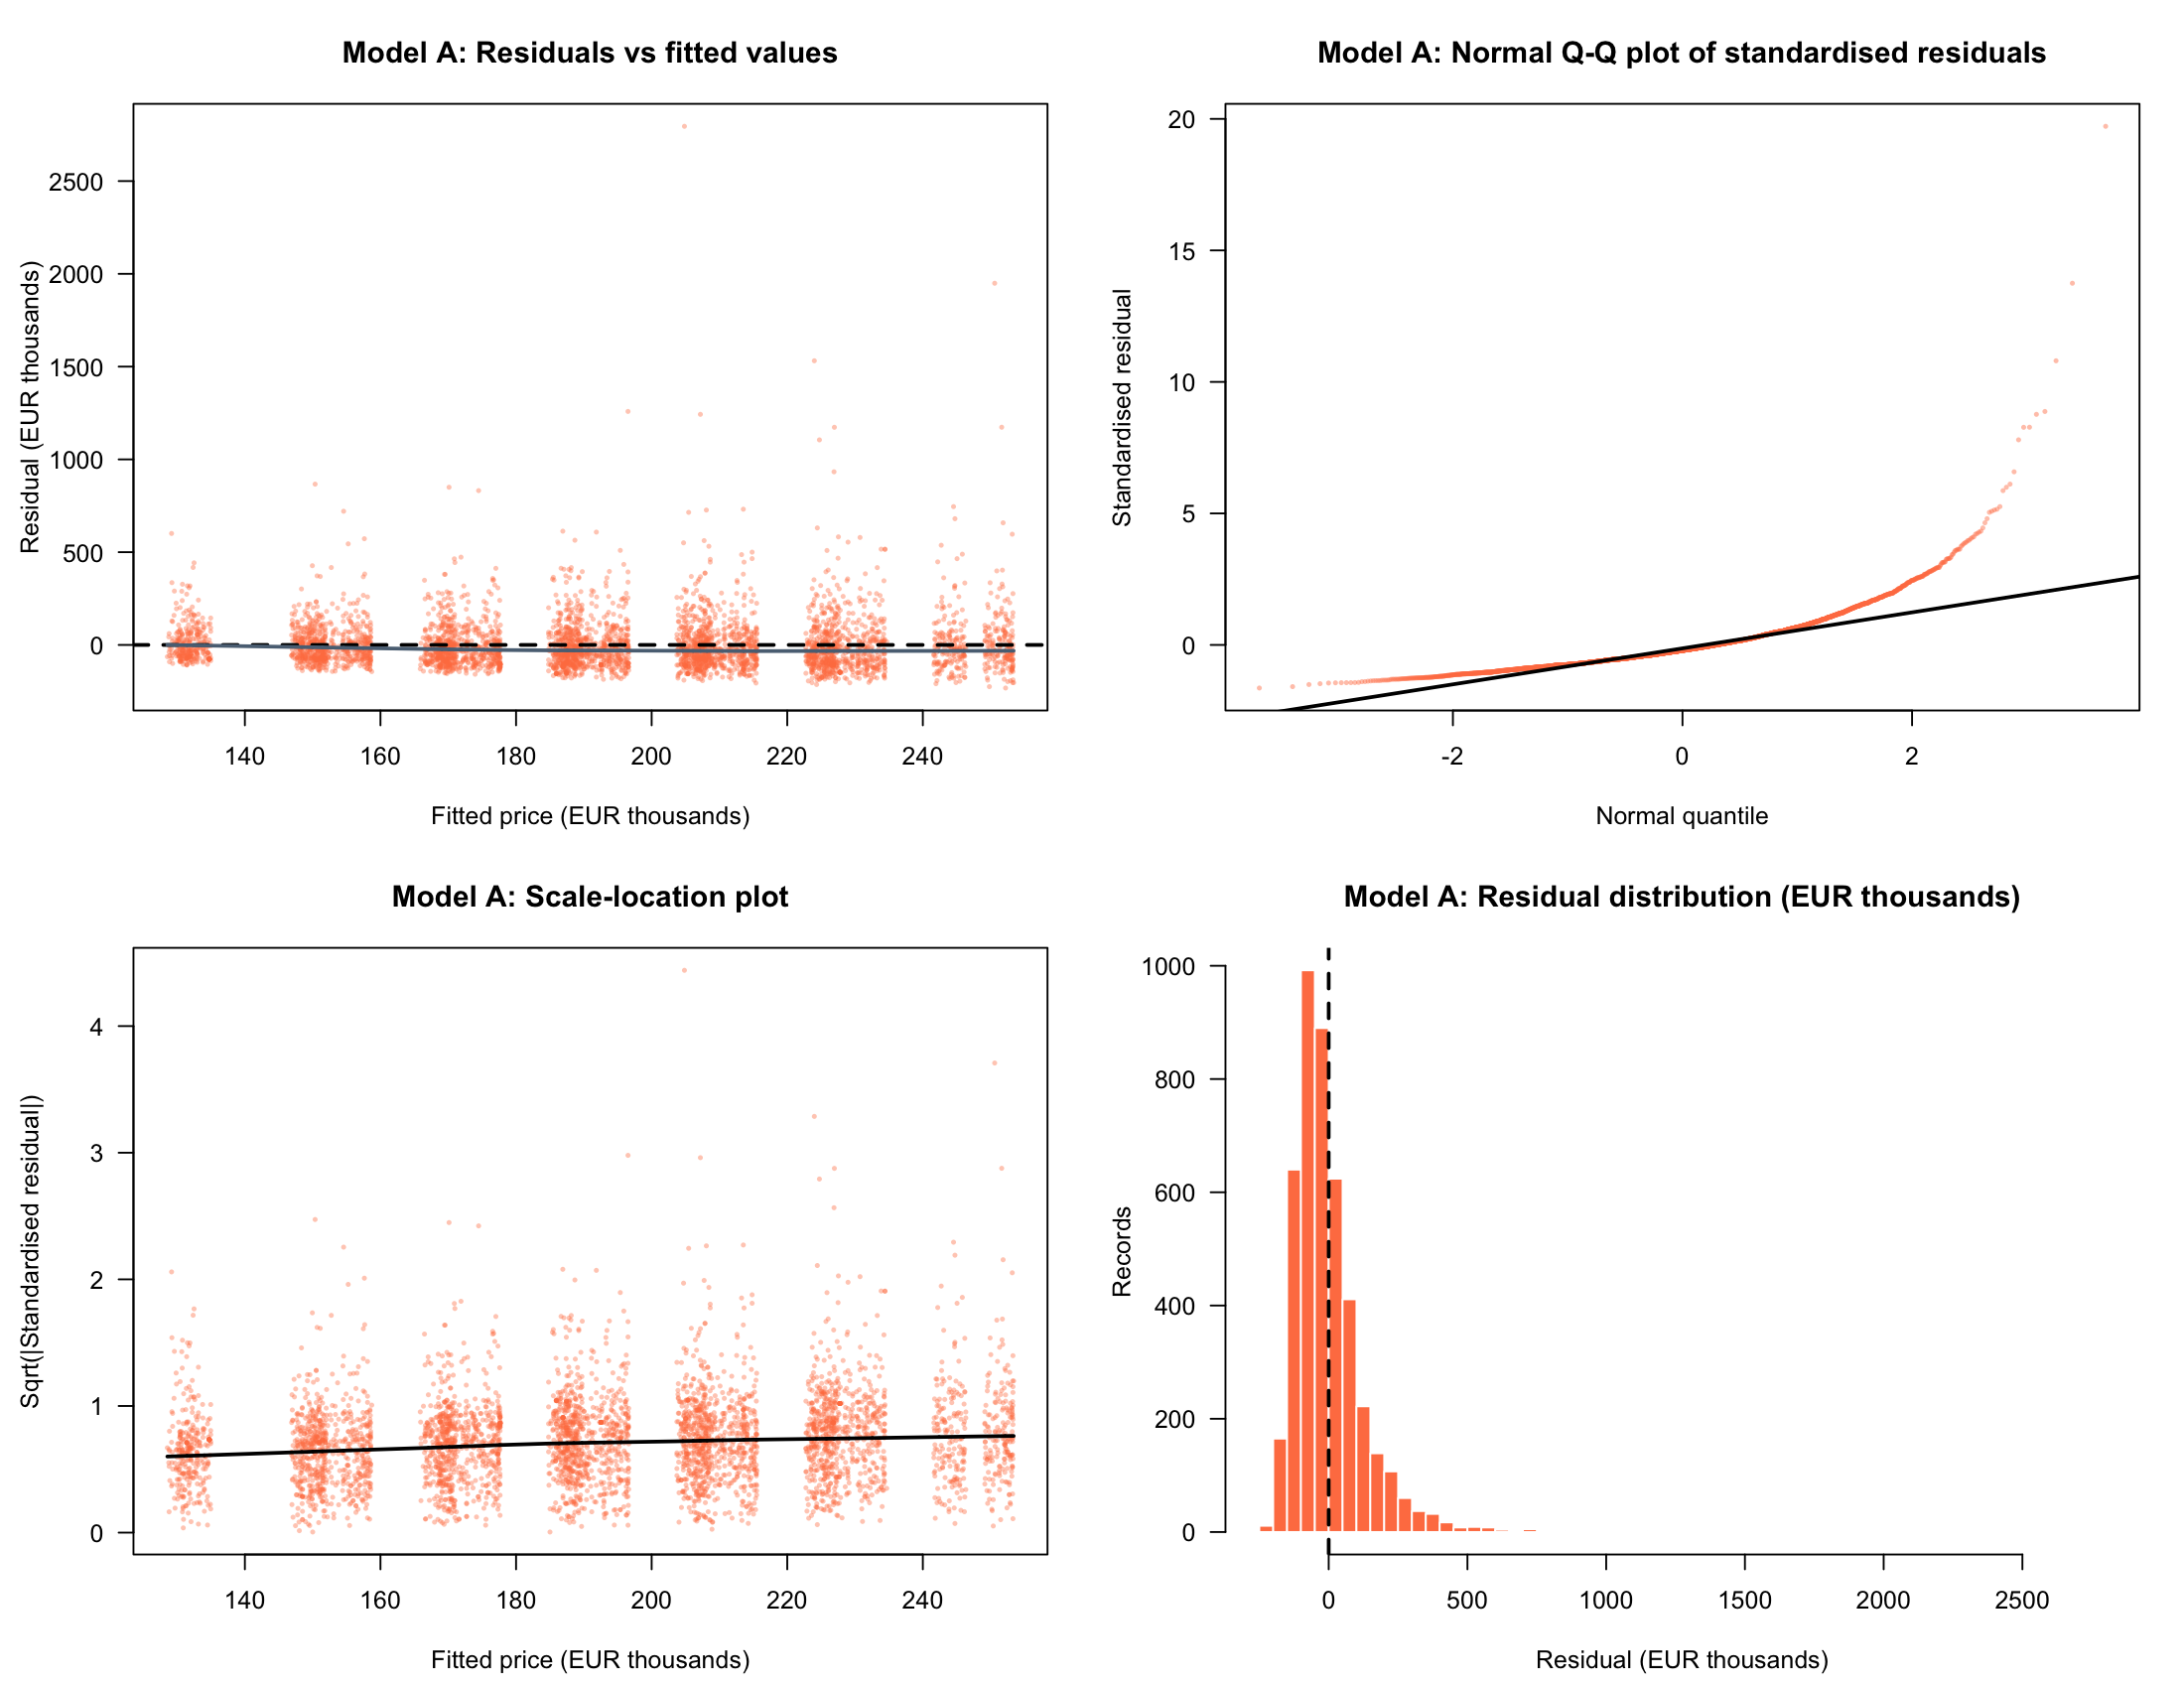 Model A: Residuals vs fitted values
Residual (EUR thousands)
2500
2000
1500
1000
500
0
140 160 180 200 220 240
Fitted price (EUR thousands)
Model A: Normal Q-Q plot of standardised residuals
Standardised residual
20
15
10
5
0
-2 0 2
Normal quantile
Model A: Scale-location plot
Sqrt(|Standardised residual|)
4
3
2
1
0
140 160 180 200 220 240
Fitted price (EUR thousands)
Model A: Residual distribution (EUR thousands)
Records
1000
800
600
400
200
0
0 500 1000 1500 2000 2500
Residual (EUR thousands)